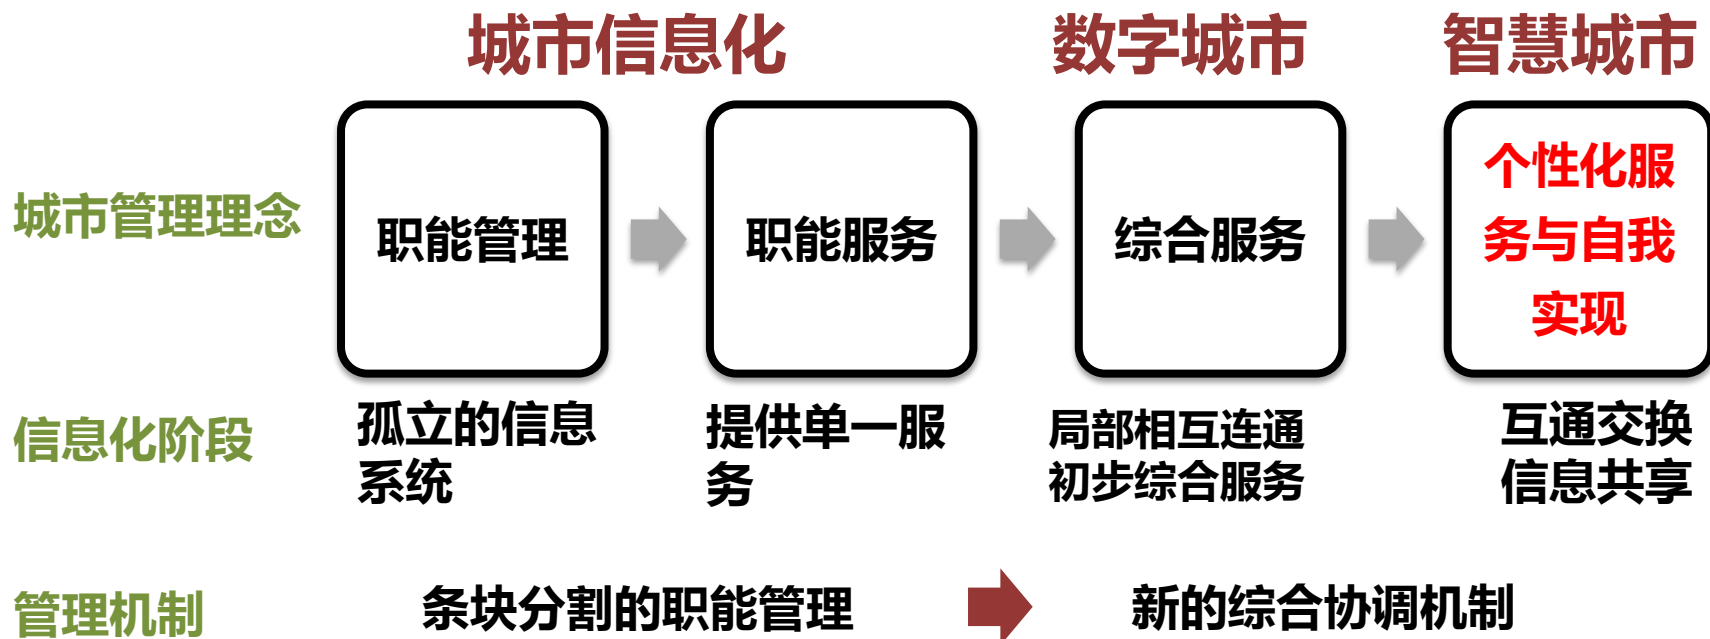 城市信息化 数字城市 智慧城市
城市管理理念
职能管理
职能服务
综合服务
个性化服
务与自我
实现
信息化阶段
孤立的信息
系统
提供单一服
务
局部相互连通
初步综合服务
互通交换
信息共享
管理机制
条块分割的职能管理
新的综合协调机制